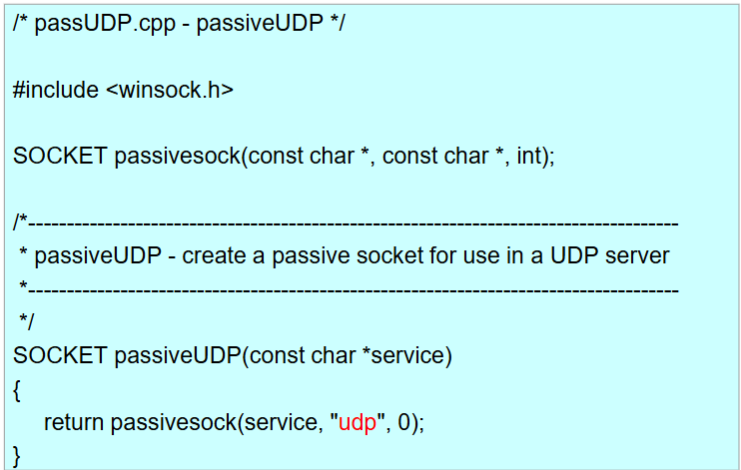 /* passUDP.cpp - passiveUDP */
#include <winsock.h>
SOCKET passivesock(const char *, const char *, int);
/*------------------------------------------------------------------------------------
* passiveUDP - create a passive socket for use in a UDP server
*------------------------------------------------------------------------------------
*/
SOCKET passiveUDP(const char *service)
{
return passivesock(service, "udp", 0);
}